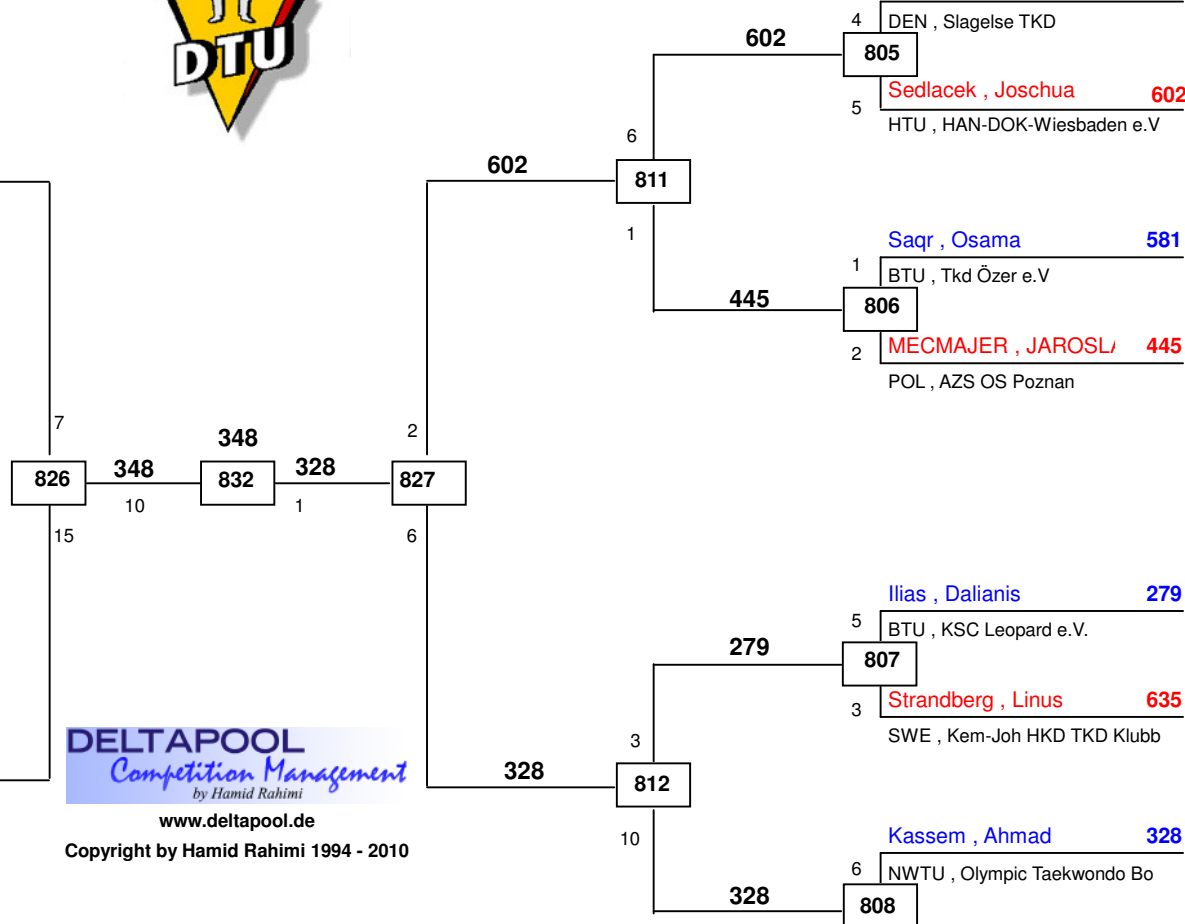 DTU
4
DEN , Slagelse TKD
602
805
Sedlacek , Joschua 602
5
HTU , HAN-DOK-Wiesbaden e.V
6
602
811
1
Saqr , Osama 581
1
BTU , Tkd Özer e.V
445
806
MECMAJER , JAROSLA 445
2
POL , AZS OS Poznan
7
348
2
826
348
832
328
827
10
1
15
6
Ilias , Dalianis 279
5
BTU , KSC Leopard e.V.
279
807
Strandberg , Linus 635
3
SWE , Kem-Joh HKD TKD Klubb
3
328
812
10
DELTAPOOL
Competition Management
by Hamid Rahimi
www.deltapool.de
Copyright by Hamid Rahimi 1994 - 2010
Kassem , Ahmad 328
6
NWTU , Olympic Taekwondo Bo
328
808